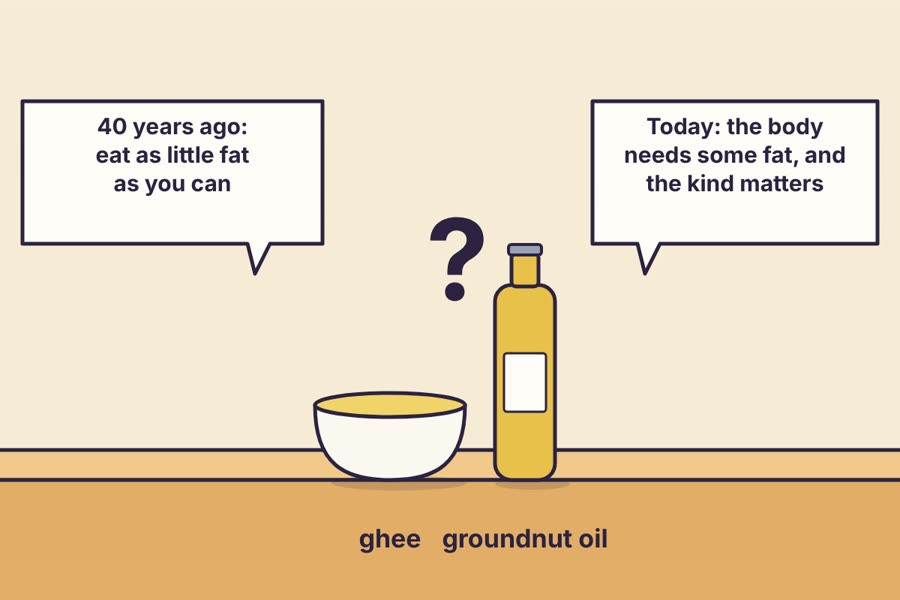 40 years ago:
eat as little fat
as you can
Today: the body
needs some fat, and
the kind matters
?
ghee
groundnut oil